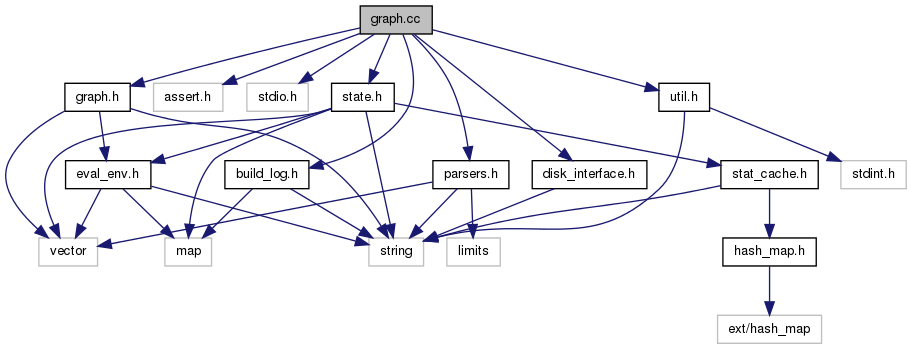 graph.cc
graph.h
assert.h
stdio.h
state.h
util.h
eval_env.h
build_log.h
parsers.h
disk_interface.h
stat_cache.h
stdint.h
vector
map
string
limits
hash_map.h
ext/hash_map